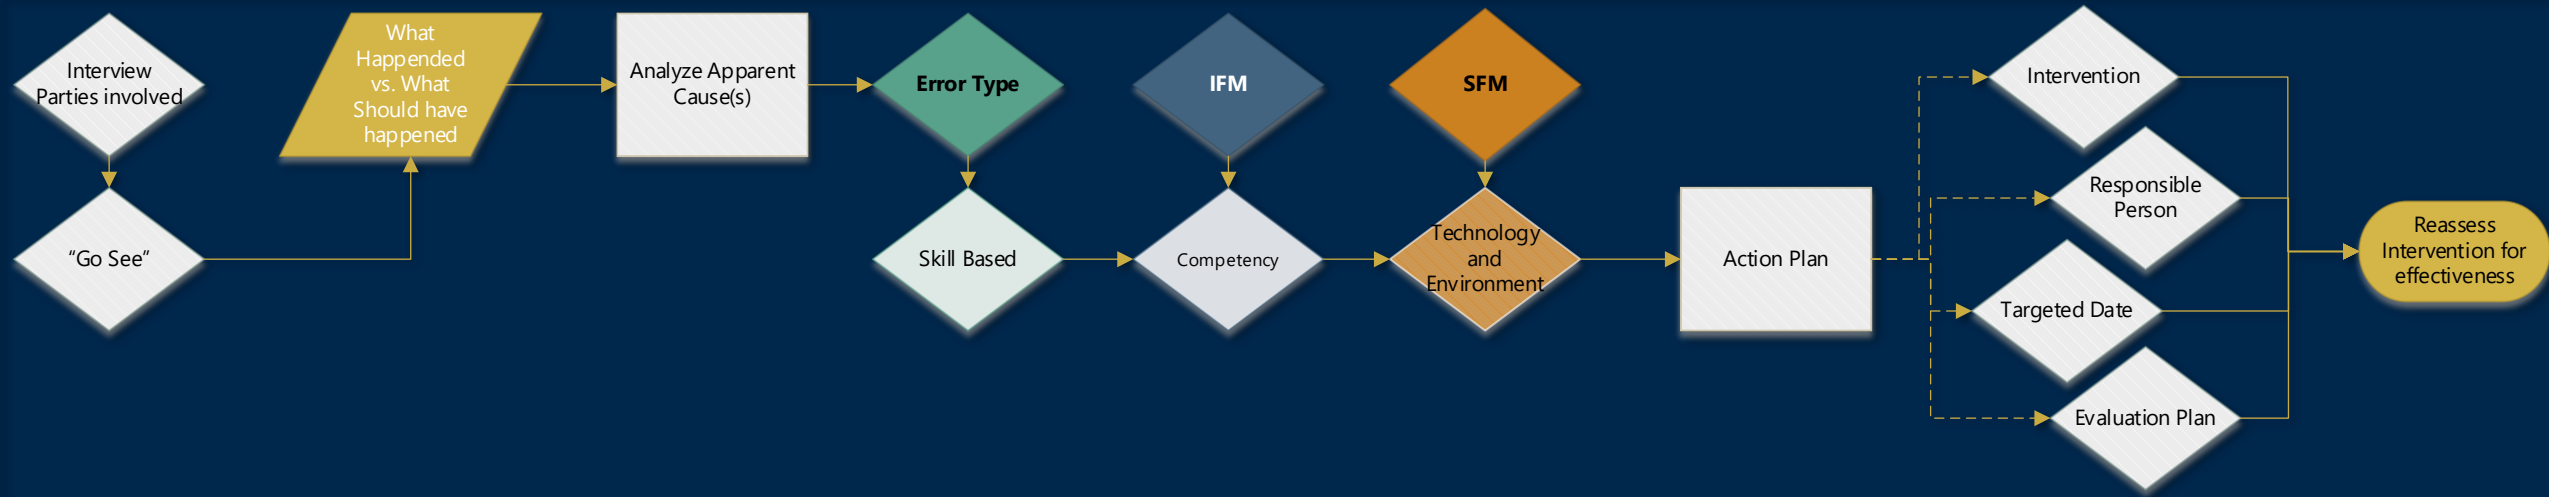 Interview
Parties involved
“Go See”
What
Happended
vs. What
Should have
happened
Analyze Apparent
Cause(s)
Error Type
Skill Based
IFM
Competency
SFM
Technology
and
Environment
Action Plan
Intervention
Responsible
Person
Targeted Date
Evaluation Plan
Reassess
Intervention for
effectiveness